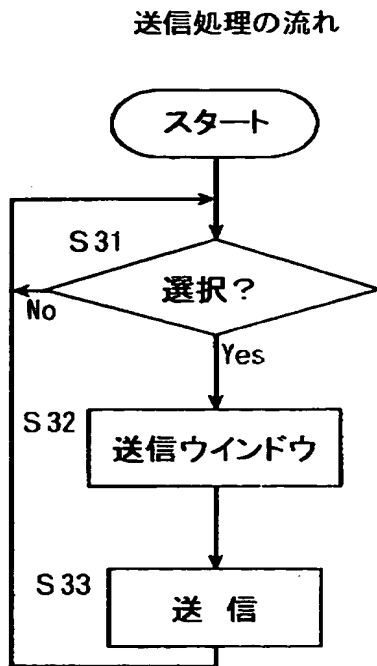 送信処理の流れ
スタート
S31
選択？
No
Yes
S32
送信ウインドウ
S33
送 信